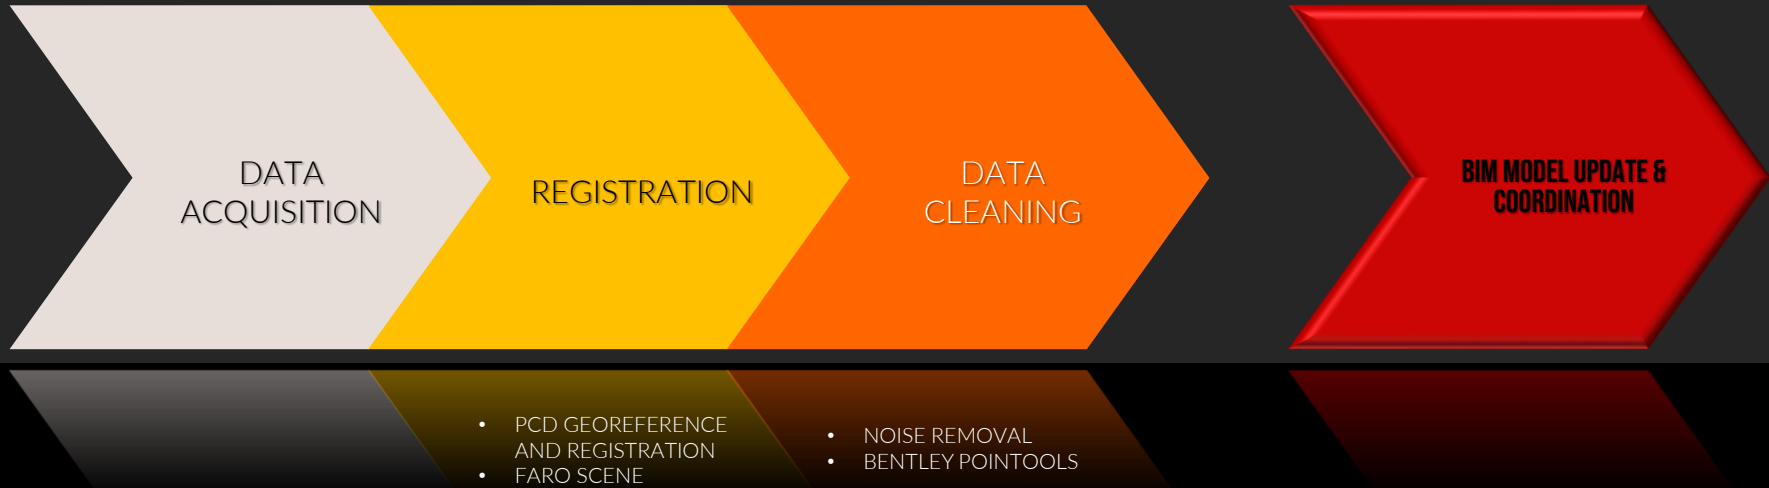 DATA
ACQUISITION
REGISTRATION
DATA
CLEANING
BIM MODEL UPDATE &
COORDINATION
• PCD GEOREFERENCE
AND REGISTRATION
• FARO SCENE
• NOISE REMOVAL
• BENTLEY POINTOOLS